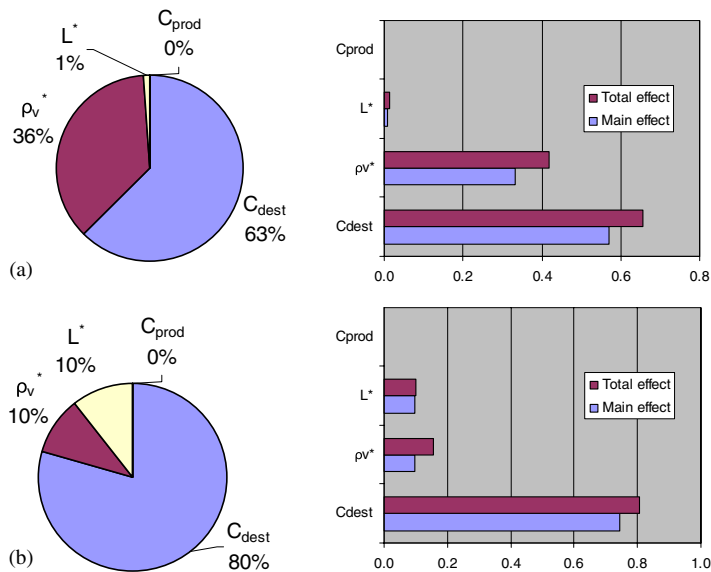 C_prod
0%
L*
1%
ρ_v*
36%
C_dest
63%
(a)
Cprod
L*
ρv*
Cdest
Total effect
Main effect
0.0 0.2 0.4 0.6 0.8
C_prod
0%
L*
10%
ρ_v*
10%
C_dest
80%
(b)
Cprod
L*
ρv*
Cdest
Total effect
Main effect
0.0 0.2 0.4 0.6 0.8 1.0